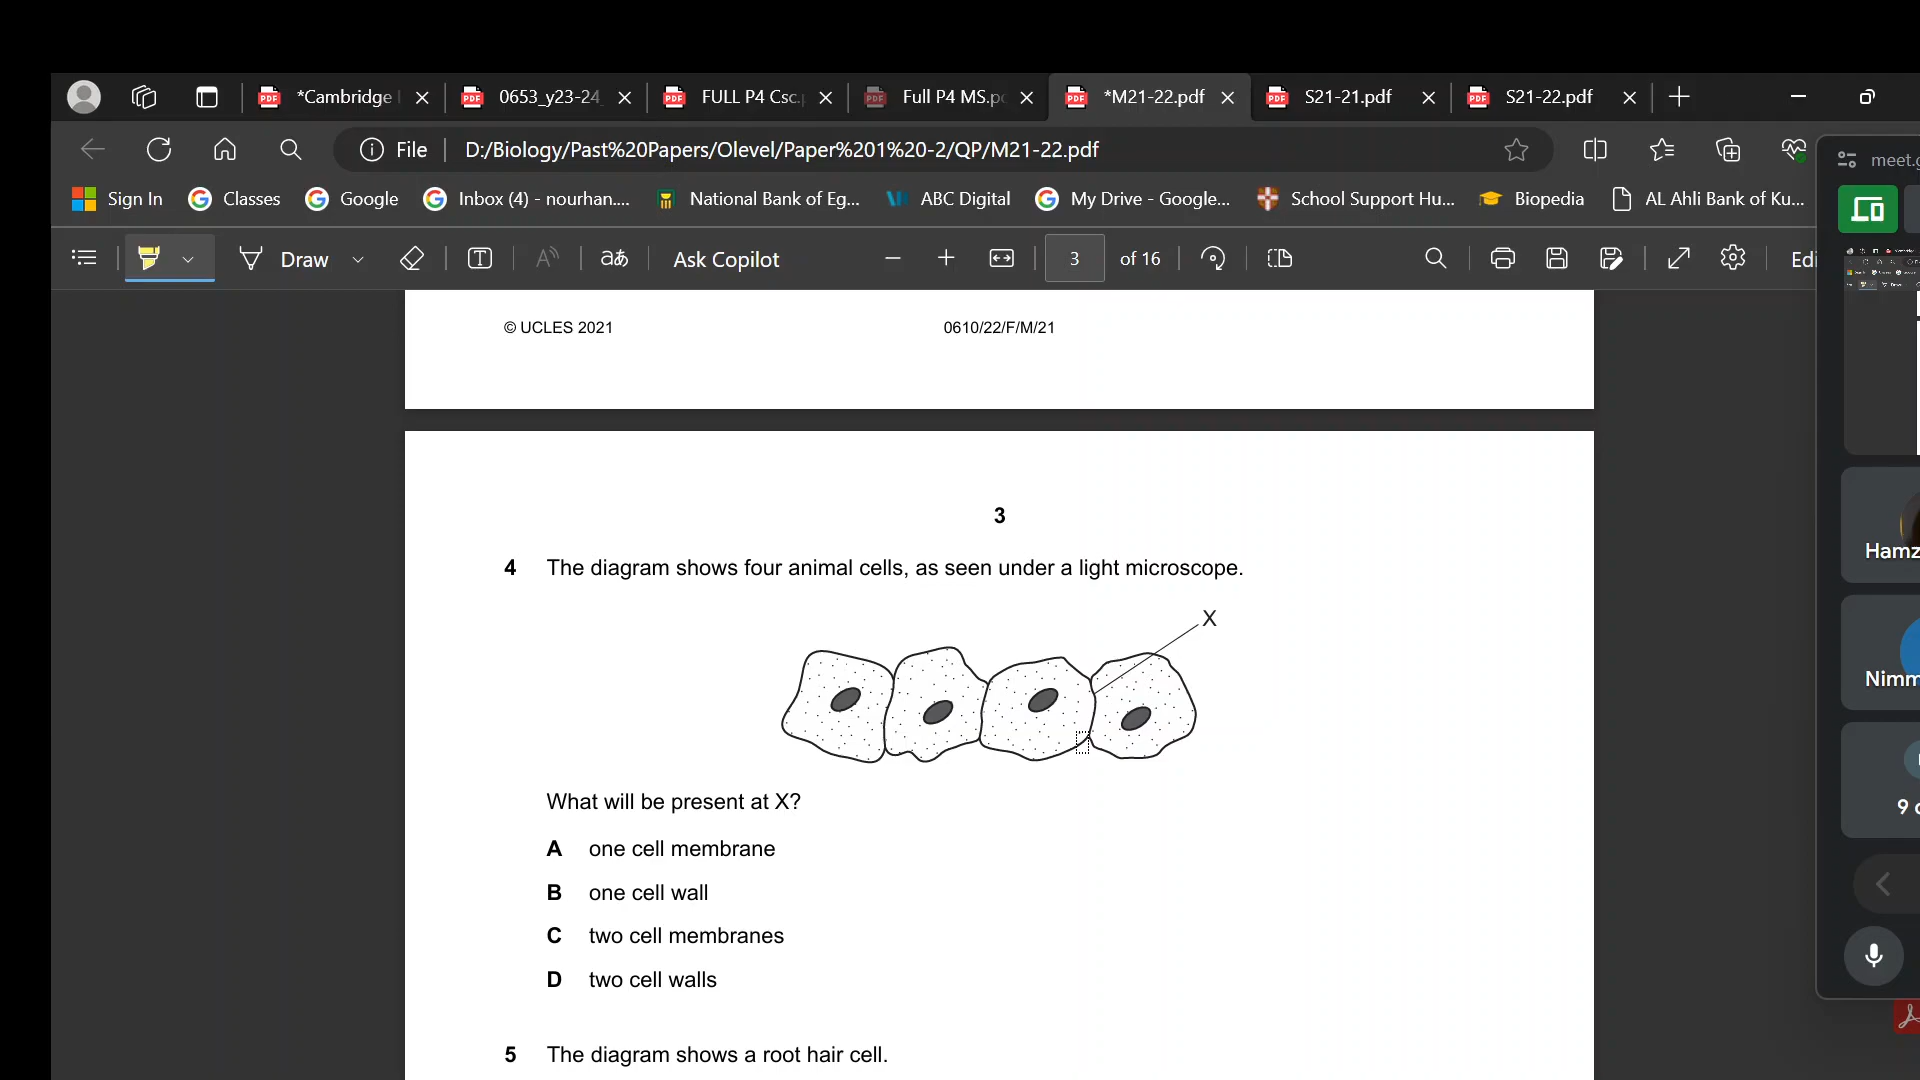 *Cambridge
0653_y23-24
FULL P4 Csc.
Full P4 MS.p
*M21-22.pdf
S21-21.pdf
S21-22.pdf
File
D:/Biology/Past%20Papers/Olevel/Paper%201%20-2/QP/M21-22.pdf
meet.g
Sign In
Classes
Google
Inbox (4) - nourhan....
National Bank of Eg...
ABC Digital
My Drive - Google...
School Support Hu...
Biopedia
AL Ahli Bank of Ku...
Draw
Ask Copilot
3 of 16
Edi
© UCLES 2021 0610/22/F/M/21
3
4 The diagram shows four animal cells, as seen under a light microscope.
X
What will be present at X?
A one cell membrane
B one cell wall
C two cell membranes
D two cell walls
5 The diagram shows a root hair cell.
Hamz
Nimm
9 o